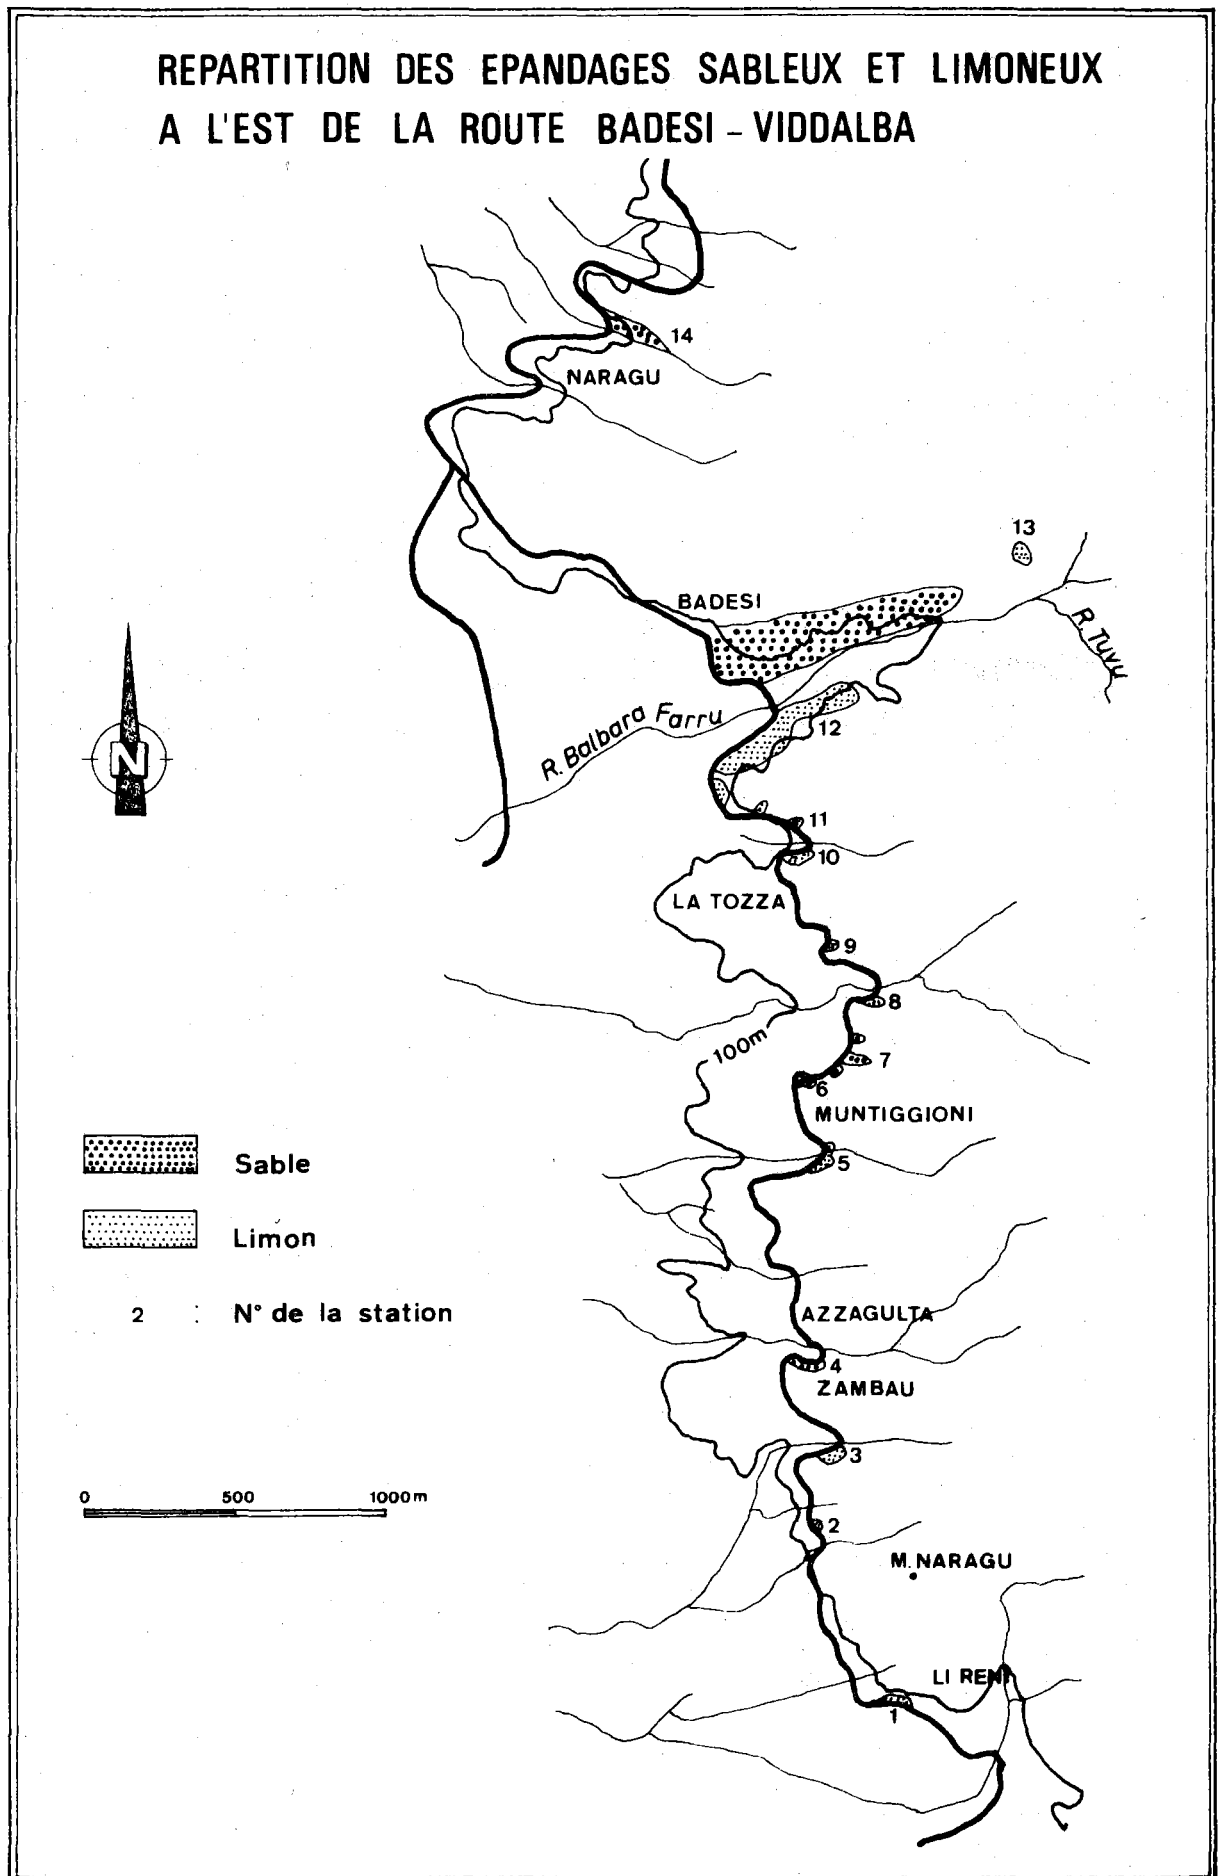 REPARTITION DES EPANDAGES SABLEUX ET LIMONEUX
A L'EST DE LA ROUTE BADESI - VIDDALBA
14
NARAGU
13
BADESI
R. Tuvu
R. Balbara Farru
12
N
11
10
LA TOZZA
9
8
100m
7
6
MUNTIGGIONI
5
Sable
Limon
2 : N° de la station
AZZAGULTA
4
ZAMBAU
3
0 500 1000m
2
M. NARAGU
LI RENI
1